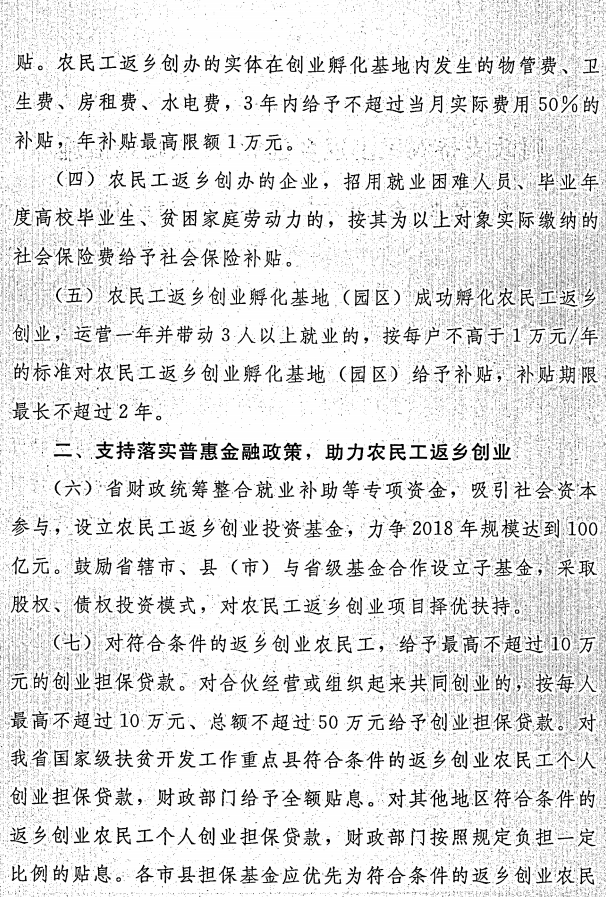 贴。农民工返乡创办的实体在创业孵化基地内发生的物管费、卫
生费、房租费、水电费，3年内给予不超过当月实际费用50%的
补贴，年补贴最高限额1万元。
（四）农民工返乡创办的企业，招用就业困难人员、毕业年
度高校毕业生、贫困家庭劳动力的，按其为以上对象实际缴纳的
社会保险费给予社会保险补贴。
（五）农民工返乡创业孵化基地（园区）成功孵化农民工返乡
创业，运营一年并带动3人以上就业的，按每户不高于1万元/年
的标准对农民工返乡创业孵化基地（园区）给予补贴，补贴期限
最长不超过2年。
二、支持落实普惠金融政策，助力农民工返乡创业
（六）省财政统筹整合就业补助等专项资金，吸引社会资本
参与，设立农民工返乡创业投资基金，力争2018年规模达到100
亿元。鼓励省辖市、县（市）与省级基金合作设立子基金，采取
股权、债权投资模式，对农民工返乡创业项目择优扶持。
（七）对符合条件的返乡创业农民工，给予最高不超过10万
元的创业担保贷款。对合伙经营或组织起来共同创业的，按每人
最高不超过10万元、总额不超过50万元给予创业担保贷款。对
我省国家级扶贫开发工作重点县符合条件的返乡创业农民工个人
创业担保贷款，财政部门给予全额贴息。对其他地区符合条件的
返乡创业农民工个人创业担保贷款，财政部门按照规定负担一定
比例的贴息。各市县担保基金应优先为符合条件的返乡创业农民